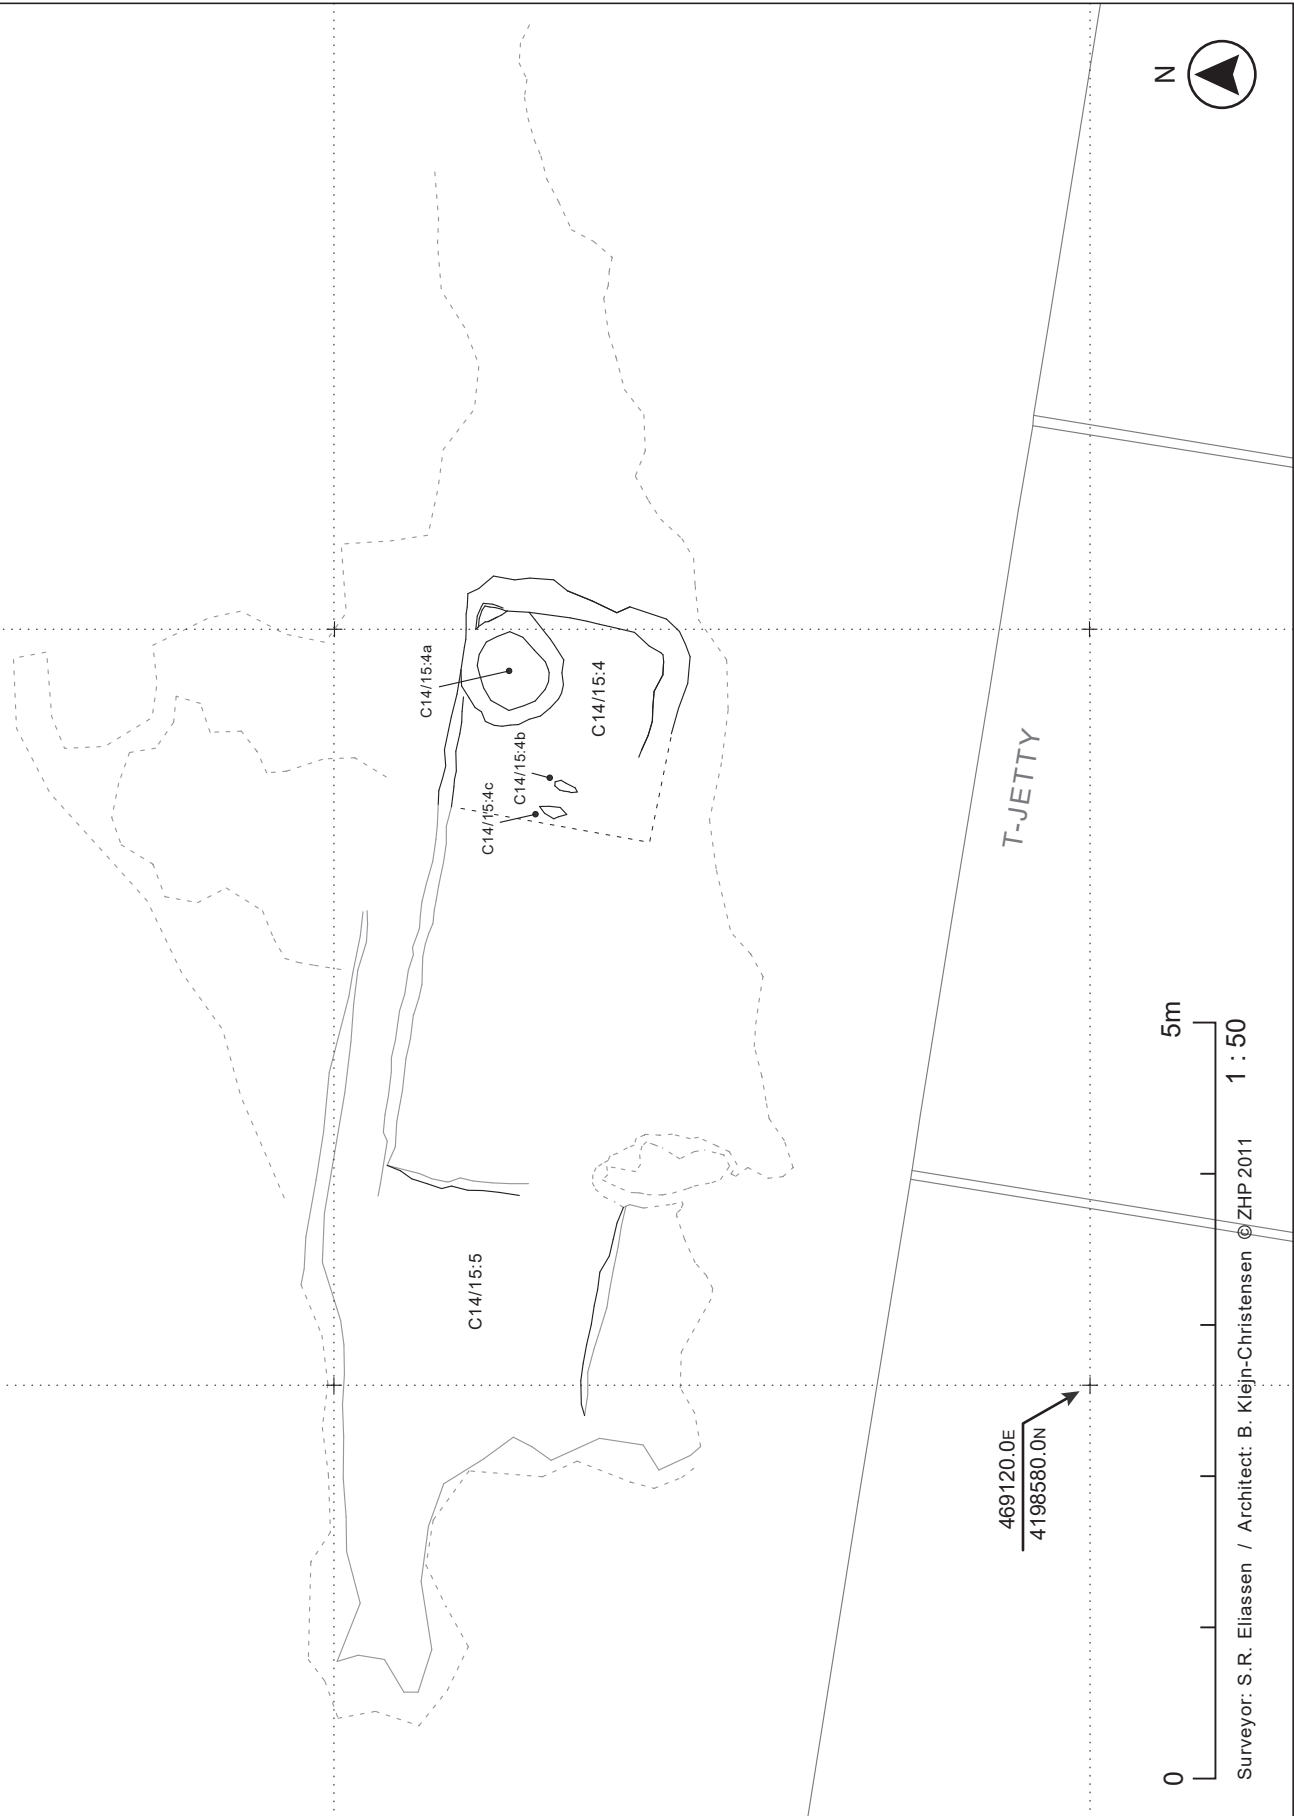 N
C14/15:4a
C14/15:4
C14/15:4b
C14/15:4c
T-JETTY
C14/15:5
469120.0E
4198580.0N
0
5m
1 : 50
Surveyor: S.R. Eliassen / Architect: B. Klejn-Christensen © ZHP 2011